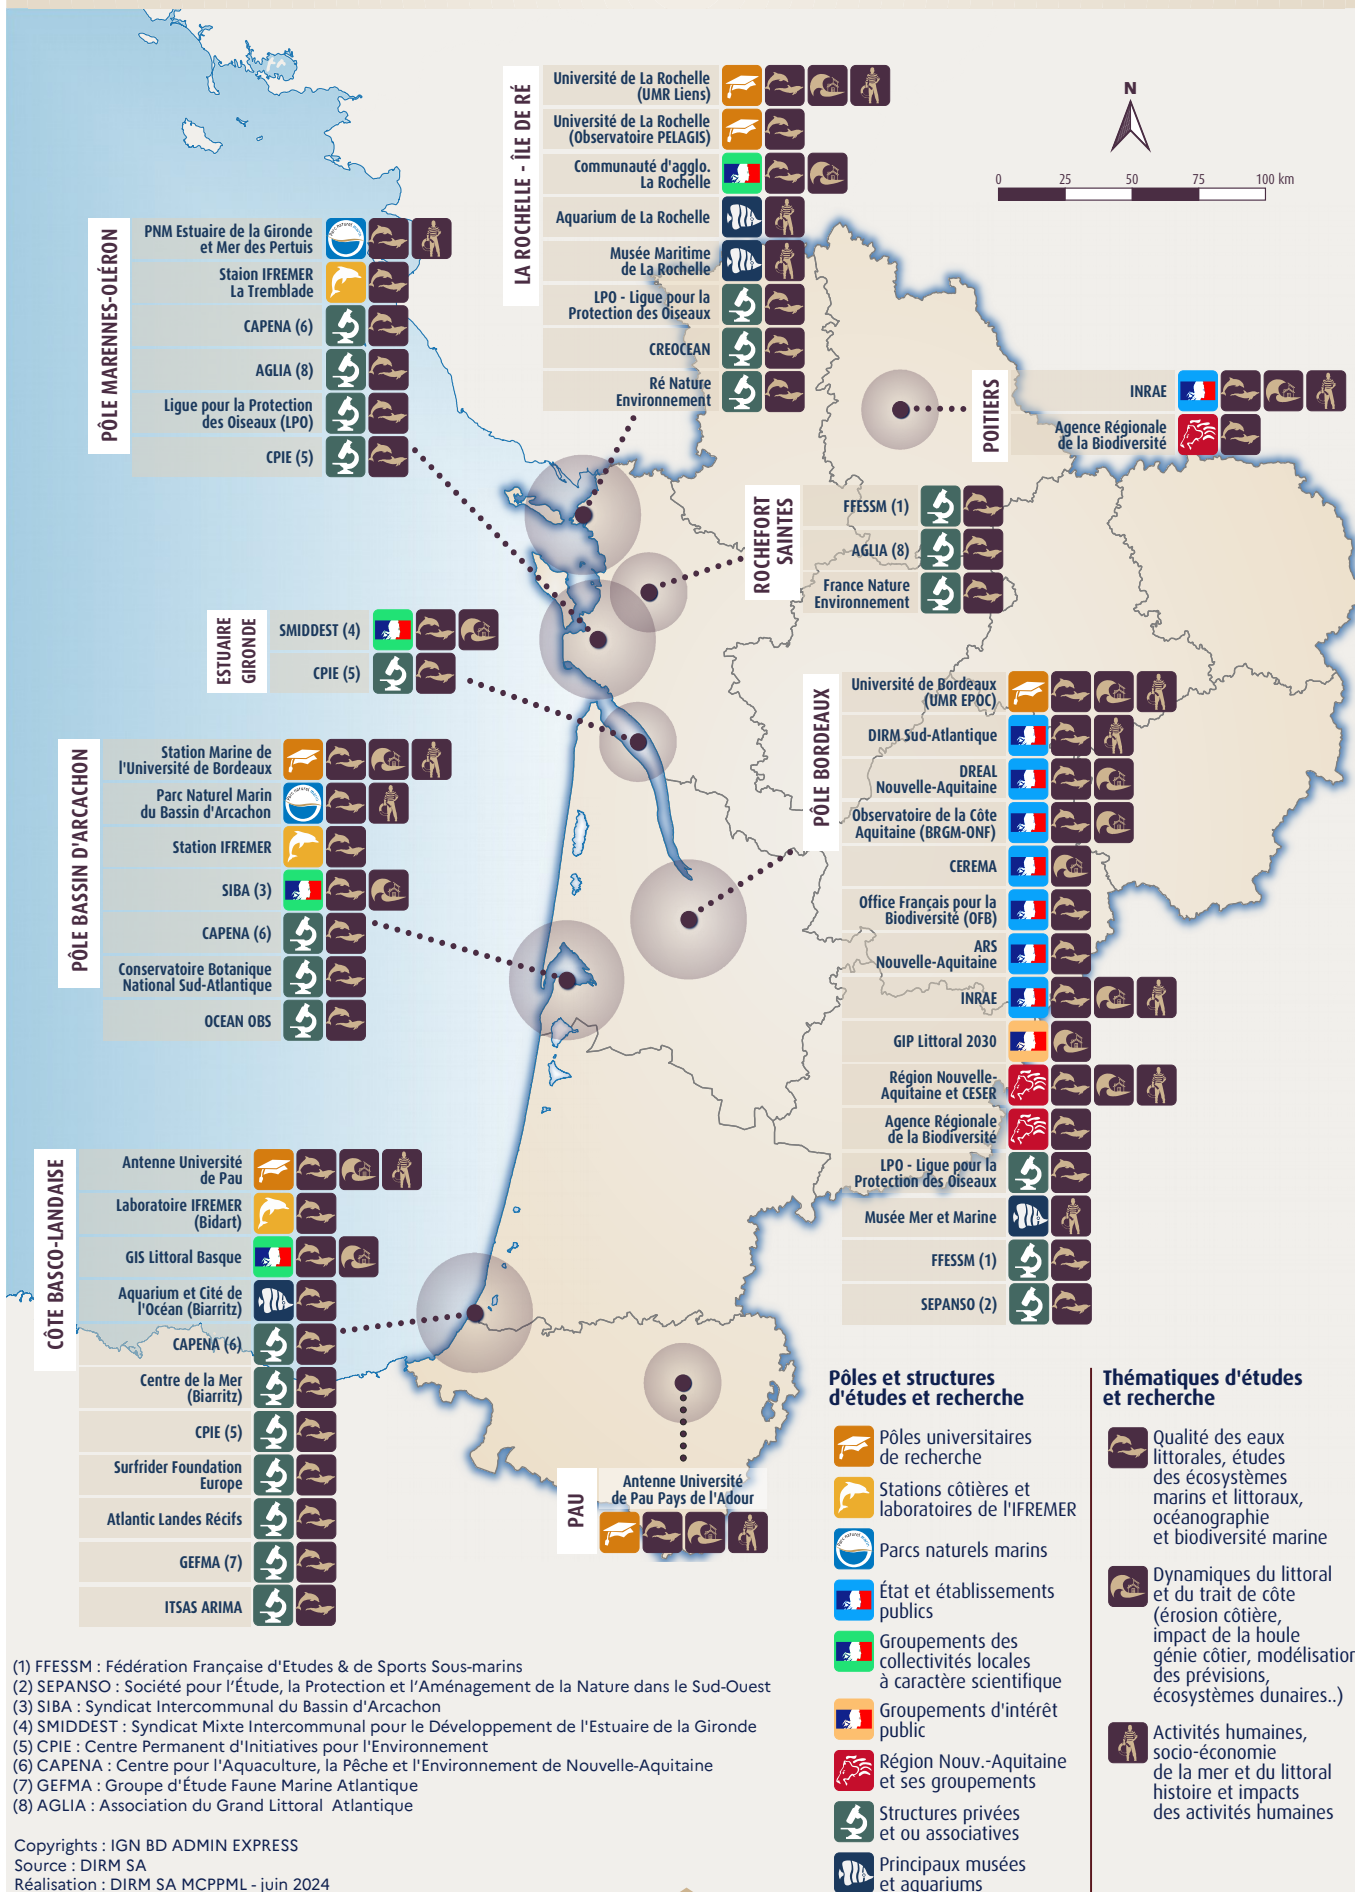 LA ROCHELLE - ÎLE DE RÉ
Université de La Rochelle
(UMR Liens)
Université de La Rochelle
(Observatoire PELAGIS)
Communauté d'agglo.
La Rochelle
Aquarium de La Rochelle
Musée Maritime
de La Rochelle
LPO - Ligue pour la
Protection des Oiseaux
CREOCEAN
Ré Nature
Environnement
N
0 25 50 75 100 km
PÔLE MARENNES-OLÉRON
PNM Estuaire de la Gironde
et Mer des Pertuis
Staion IFREMER
La Tremblade
CAPENA (6)
AGLIA (8)
Ligue pour la Protection
des Oiseaux (LPO)
CPIE (5)
POITIERS
INRAE
Agence Régionale
de la Biodiversité
ROCHEFORT
SAINTES
FFESSM (1)
AGLIA (8)
France Nature
Environnement
ESTUAIRE
GIRONDE
SMIDDEST (4)
CPIE (5)
PÔLE BORDEAUX
Université de Bordeaux
(UMR EPOC)
DIRM Sud-Atlantique
DREAL
Nouvelle-Aquitaine
Observatoire de la Côte
Aquitaine (BRGM-ONF)
CEREMA
Office Français pour la
Biodiversité (OFB)
ARS
Nouvelle-Aquitaine
INRAE
GIP Littoral 2030
Région Nouvelle-
Aquitaine et CESER
Agence Régionale
de la Biodiversité
LPO - Ligue pour la
Protection des Oiseaux
Musée Mer et Marine
FFESSM (1)
SEPANSO (2)
PÔLE BASSIN D'ARCACHON
Station Marine de
l'Université de Bordeaux
Parc Naturel Marin
du Bassin d'Arcachon
Station IFREMER
SIBA (3)
CAPENA (6)
Conservatoire Botanique
National Sud-Atlantique
OCEAN OBS
CÔTE BASCO-LANDAISE
Antenne Université
de Pau
Laboratoire IFREMER
(Bidart)
GIS Littoral Basque
Aquarium et Cité de
l'Océan (Biarritz)
CAPENA (6)
Centre de la Mer
(Biarritz)
CPIE (5)
Surfrider Foundation
Europe
Atlantic Landes Récifs
GEFMA (7)
ITSAS ARIMA
PAU
Antenne Université
de Pau Pays de l'Adour
Pôles et structures
d'études et recherche
Pôles universitaires
de recherche
Stations côtières et
laboratoires de l'IFREMER
Parcs naturels marins
État et établissements
publics
Groupements des
collectivités locales
à caractère scientifique
Groupements d'intérêt
public
Région Nouv.-Aquitaine
et ses groupements
Structures privées
et ou associatives
Principaux musées
et aquariums
Thématiques d'études
et recherche
Qualité des eaux
littorales, études
des écosystèmes
marins et littoraux,
océanographie
et biodiversité marine
Dynamiques du littoral
et du trait de côte
(érosion côtière,
impact de la houle
génie côtier, modélisation
des prévisions,
écosystèmes dunaires..)
Activités humaines,
socio-économie
de la mer et du littoral
histoire et impacts
des activités humaines
(1) FFESSM : Fédération Française d'Etudes & de Sports Sous-marins
(2) SEPANSO : Société pour l'Étude, la Protection et l'Aménagement de la Nature dans le Sud-Ouest
(3) SIBA : Syndicat Intercommunal du Bassin d'Arcachon
(4) SMIDDEST : Syndicat Mixte Intercommunal pour le Développement de l'Estuaire de la Gironde
(5) CPIE : Centre Permanent d'Initiatives pour l'Environnement
(6) CAPENA : Centre pour l'Aquaculture, la Pêche et l'Environnement de Nouvelle-Aquitaine
(7) GEFMA : Groupe d'Étude Faune Marine Atlantique
(8) AGLIA : Association du Grand Littoral Atlantique
Copyrights : IGN BD ADMIN EXPRESS
Source : DIRM SA
Réalisation : DIRM SA MCPPML - juin 2024